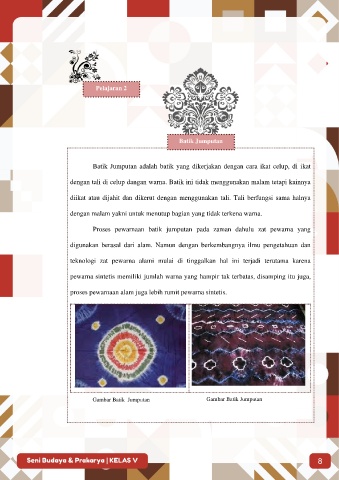 Pelajaran 2
Batik Jumputan
Batik Jumputan adalah batik yang dikerjakan dengan cara ikat celup, di ikat
dengan tali di celup dangan warna. Batik ini tidak menggunakan malam tetapi kainnya
diikat atau dijahit dan dikerut dengan menggunakan tali. Tali berfungsi sama halnya
dengan malam yakni untuk menutup bagian yang tidak terkena warna.
Proses pewarnaan batik jumputan pada zaman dahulu zat pewarna yang
digunakan berasal dari alam. Namun dengan berkembangnya ilmu pengetahuan dan
teknologi zat pewarna alami mulai di tinggalkan hal ini terjadi terutama karena
pewarna sintetis memiliki jumlah warna yang hampir tak terbatas, disamping itu juga,
proses pewarnaan alam juga lebih rumit pewarna sintetis.
Gambar Batik Jumputan
Gambar Batik Jumputan
Seni Budaya & Prakarya | KELAS V
8